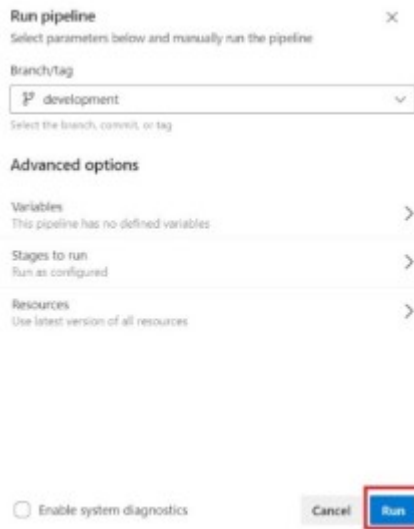 Run pipeline
Select parameters below and manually run the pipeline
Branch/tag
development
Select the branch, commit, or tag
Advanced options
Variables
This pipeline has no defined variables
Stages to run
Run as configured
Resources
Use latest version of all resources
Enable system diagnostics
Cancel
Run